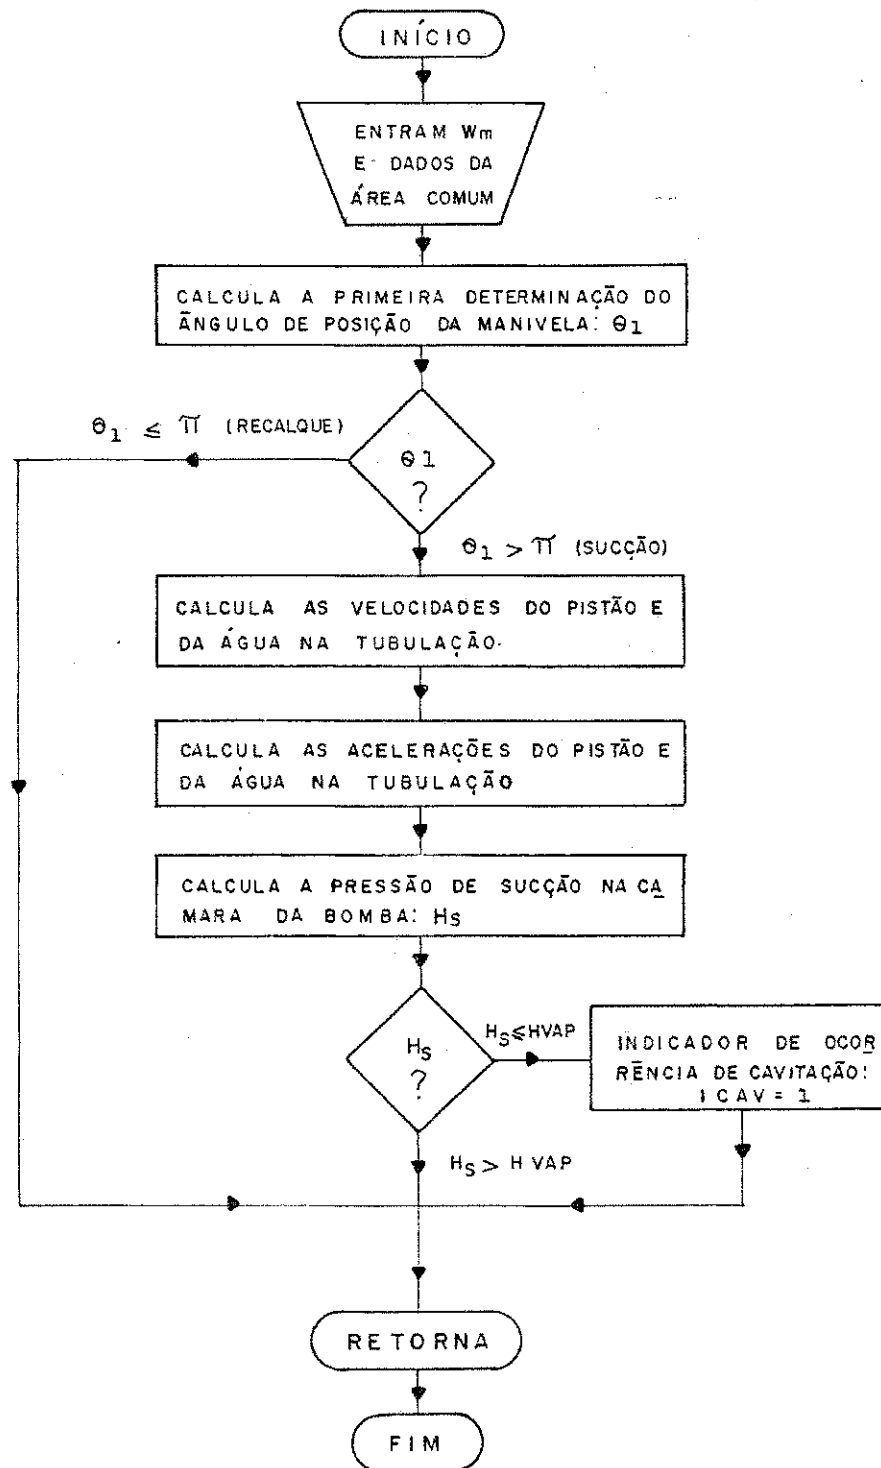 INÍCIO
ENTRAM Wm
E DADOS DA
ÁREA COMUM
CALCULA A PRIMEIRA DETERMINAÇÃO DO
ÂNGULO DE POSIÇÃO DA MANIVELA: θ1
θ1 ≤ π (RECALQUE)
θ1
?
θ1 > π (SUCÇÃO)
CALCULA AS VELOCIDADES DO PISTÃO E
DA ÁGUA NA TUBULAÇÃO.
CALCULA AS ACELERAÇÕES DO PISTÃO E
DA ÁGUA NA TUBULAÇÃO
CALCULA A PRESSÃO DE SUCÇÃO NA CA
MARA DA BOMBA: HS
HS
?
HS ≤ HVAP
INDICADOR DE OCOR
RÊNCIA DE CAVITAÇÃO:
ICAV = 1
HS > HVAP
RETORNA
FIM